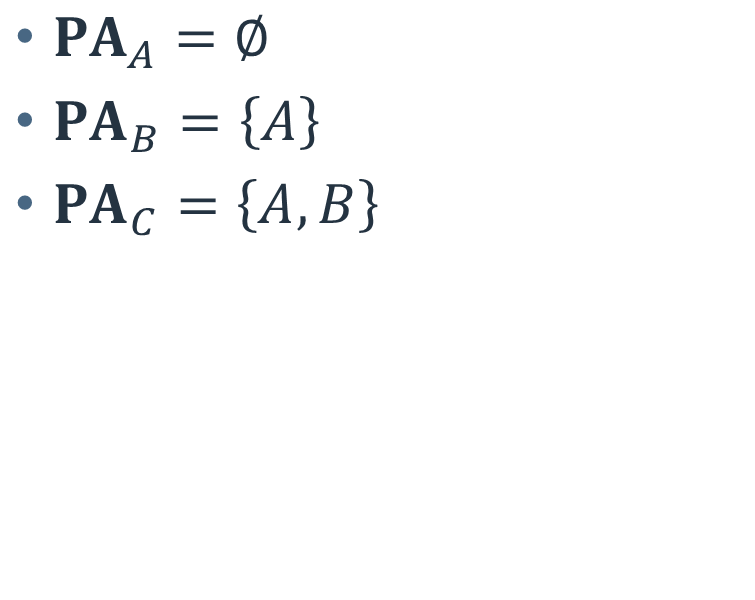 • PA_A = ∅
• PA_B = {A}
• PA_C = {A, B}